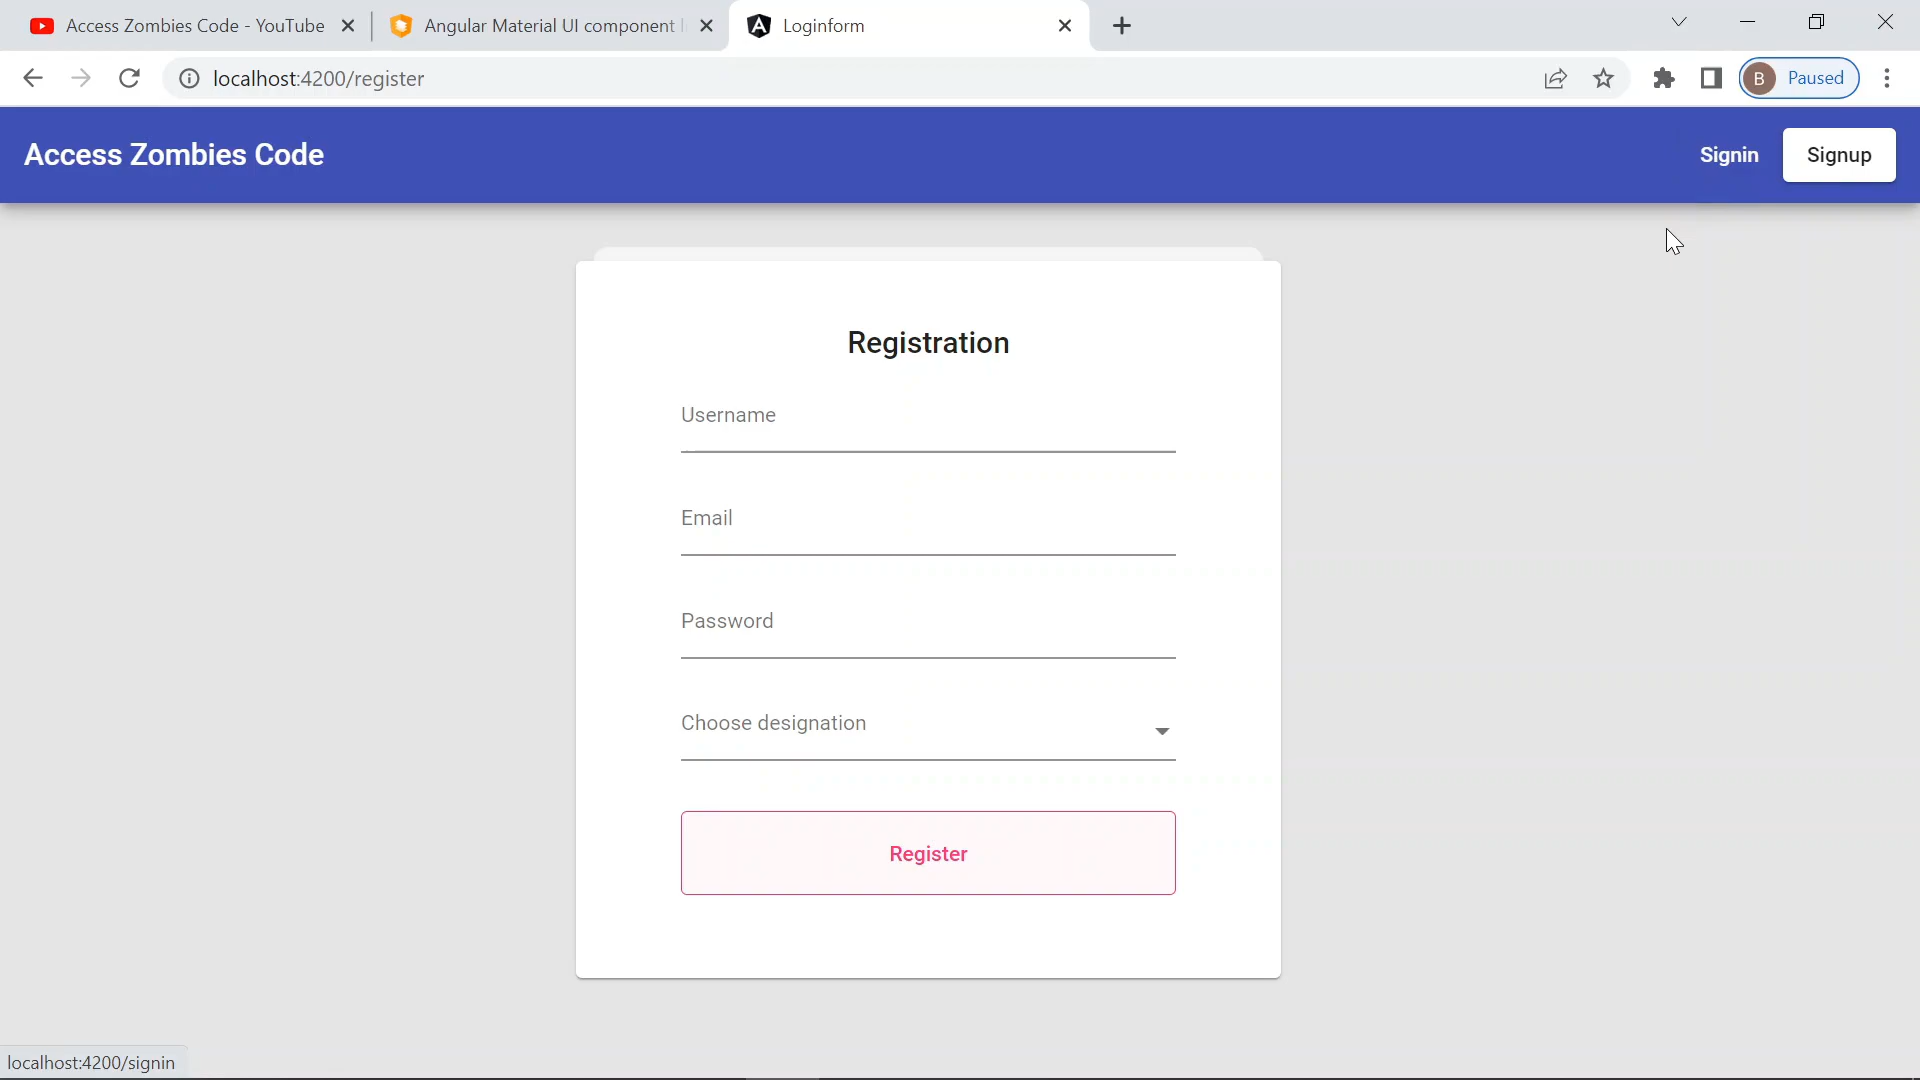 Access Zombies Code - YouTube
Angular Material UI component
Loginform
localhost:4200/register
B Paused
Access Zombies Code
Signin
Signup
Registration
Username
Email
Password
Choose designation
Register
localhost:4200/signin